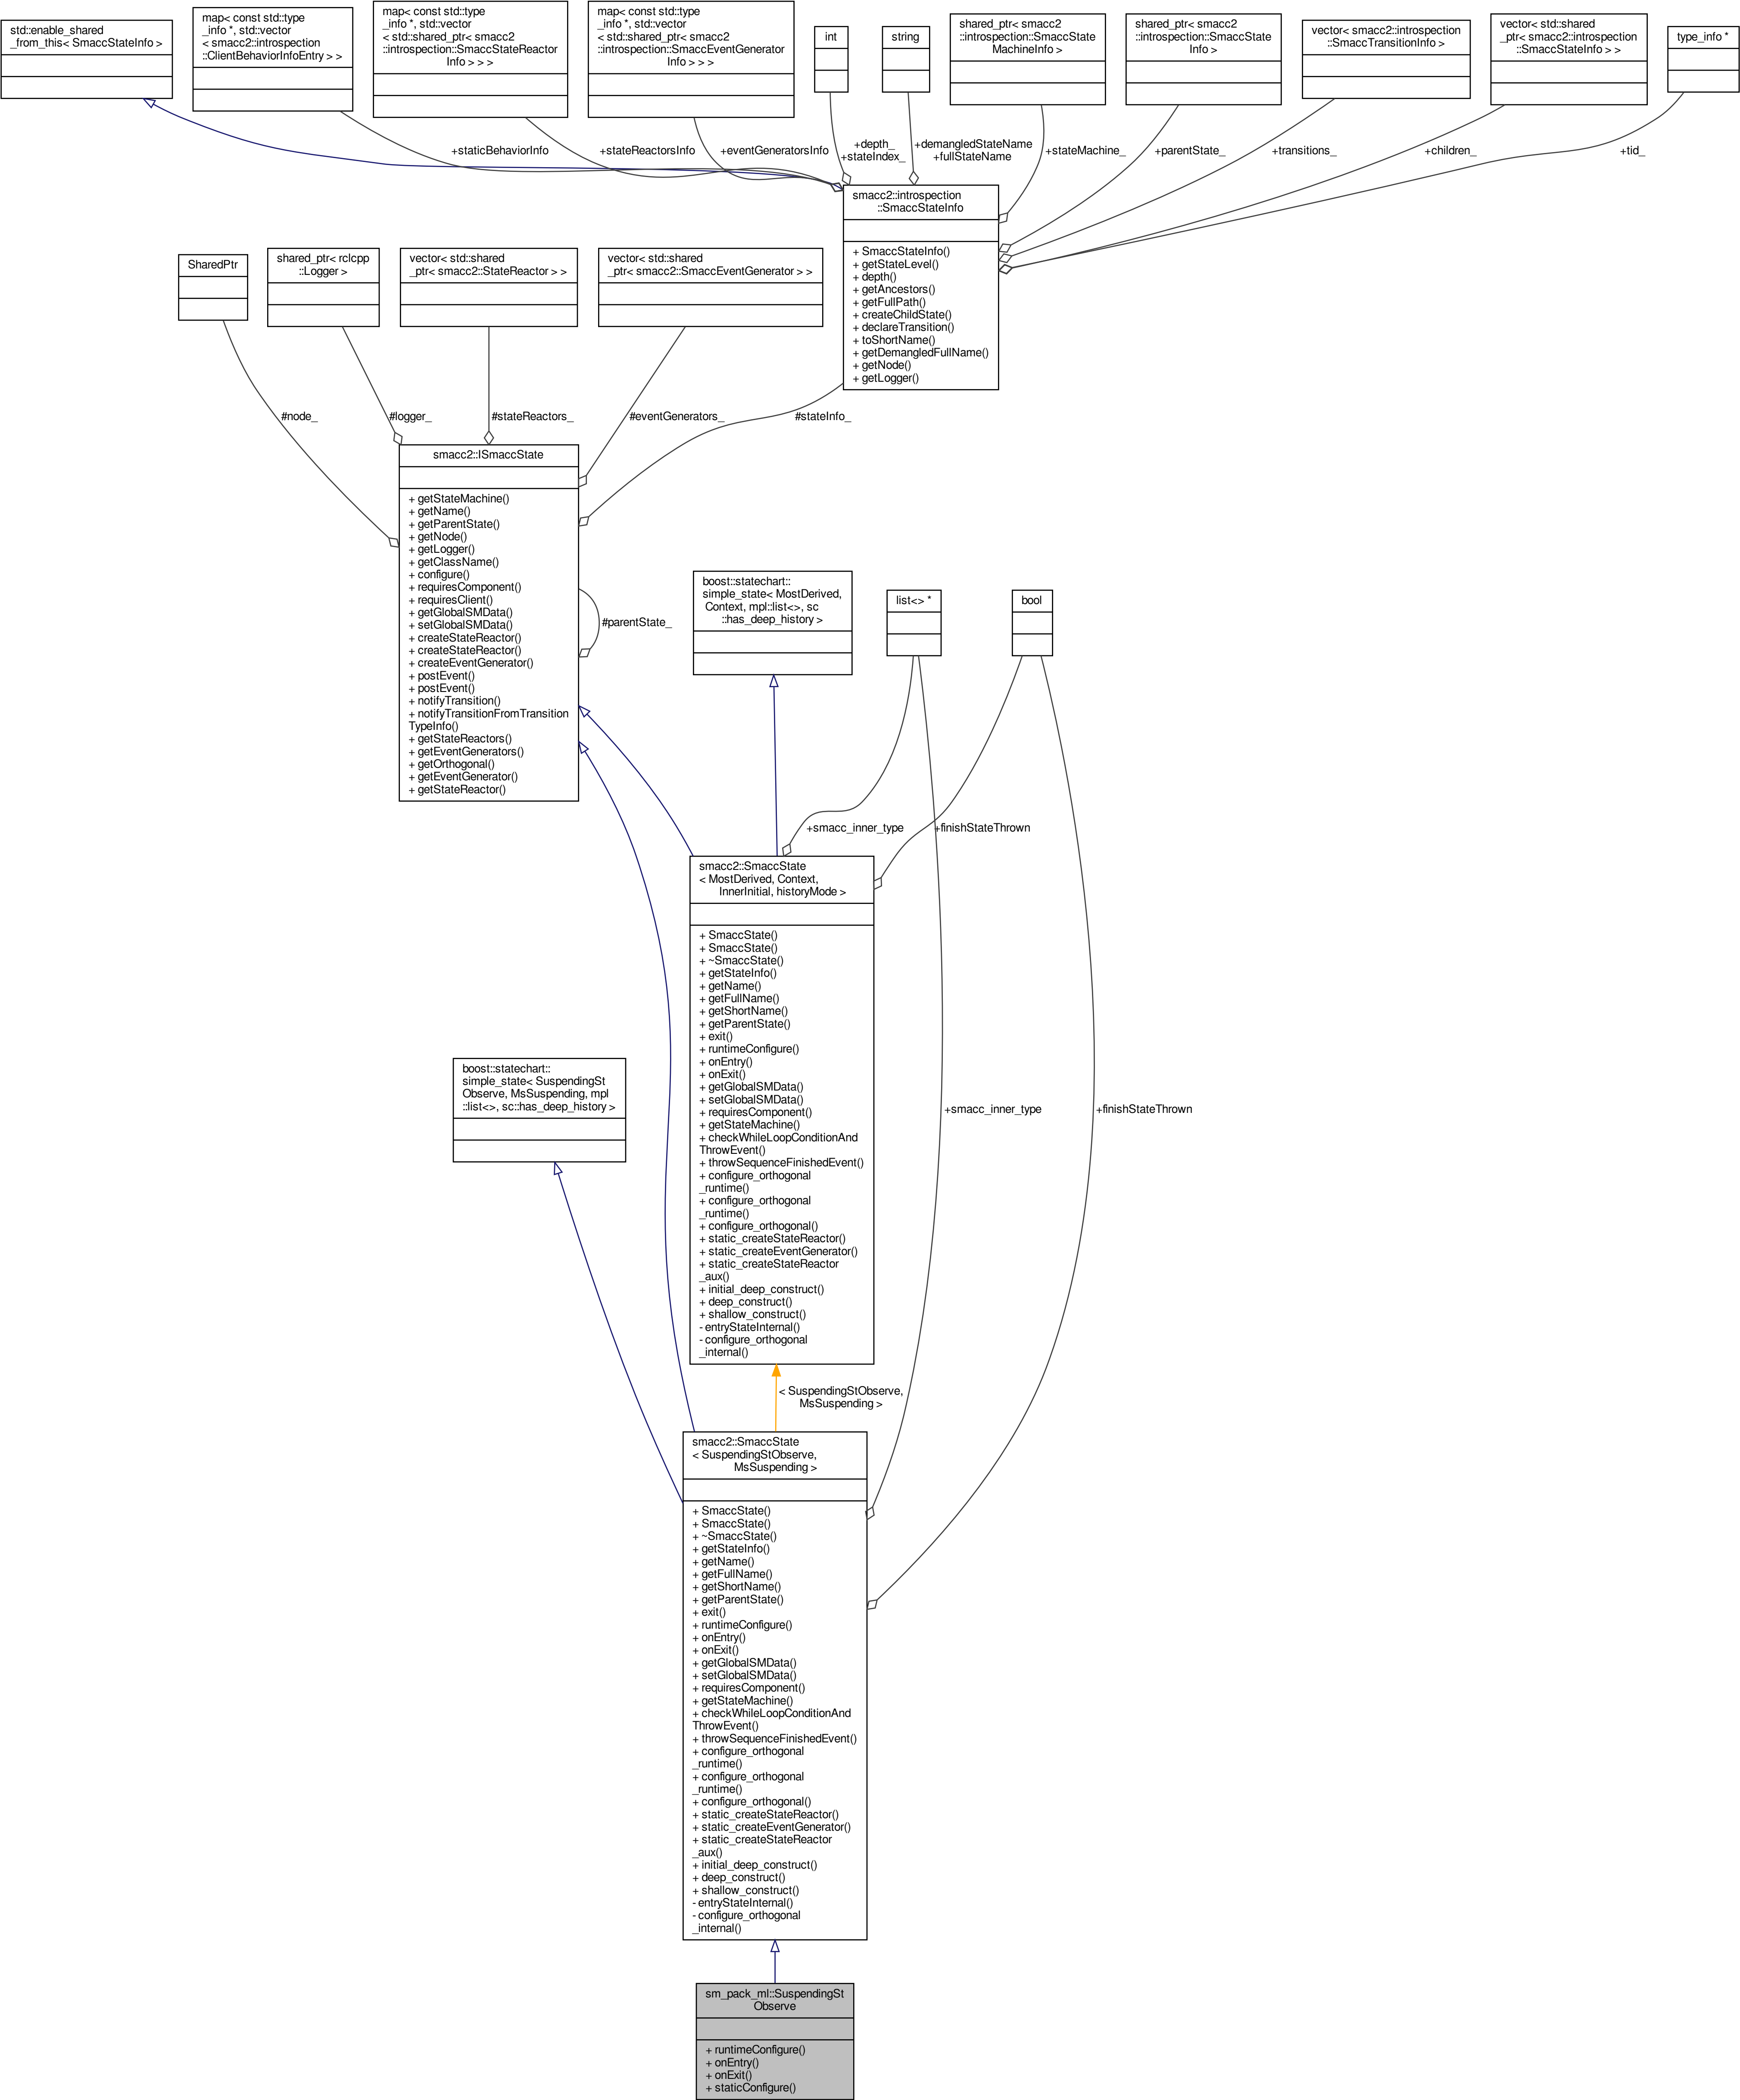 std::enable_shared
_from_this< SmaccStateInfo >
map< const std::type
_info *, std::vector
< smacc2::introspection
::ClientBehaviorInfoEntry > >
map< const std::type
_info *, std::vector
< std::shared_ptr< smacc2
::introspection::SmaccStateReactor
Info > > >
map< const std::type
_info *, std::vector
< std::shared_ptr< smacc2
::introspection::SmaccEventGenerator
Info > > >
int
string
shared_ptr< smacc2
::introspection::SmaccState
MachineInfo >
shared_ptr< smacc2
::introspection::SmaccState
Info >
vector< smacc2::introspection
::SmaccTransitionInfo >
vector< std::shared
_ptr< smacc2::introspection
::SmaccStateInfo > >
type_info *
+staticBehaviorInfo
+stateReactorsInfo
+eventGeneratorsInfo
+depth_
+stateIndex_
+demangledStateName
+fullStateName
+stateMachine_
+parentState_
+transitions_
+children_
+tid_
smacc2::introspection
::SmaccStateInfo
+ SmaccStateInfo()
+ getStateLevel()
+ depth()
+ getAncestors()
+ getFullPath()
+ createChildState()
+ declareTransition()
+ toShortName()
+ getDemangledFullName()
+ getNode()
+ getLogger()
SharedPtr
shared_ptr< rclcpp
::Logger >
vector< std::shared
_ptr< smacc2::StateReactor > >
vector< std::shared
_ptr< smacc2::SmaccEventGenerator > >
#node_
#logger_
#stateReactors_
#eventGenerators_
#stateInfo_
smacc2::ISmaccState
+ getStateMachine()
+ getName()
+ getParentState()
+ getNode()
+ getLogger()
+ getClassName()
+ configure()
+ requiresComponent()
+ requiresClient()
+ getGlobalSMData()
+ setGlobalSMData()
+ createStateReactor()
+ createStateReactor()
+ createEventGenerator()
+ postEvent()
+ postEvent()
+ notifyTransition()
+ notifyTransitionFromTransition
TypeInfo()
+ getStateReactors()
+ getEventGenerators()
+ getOrthogonal()
+ getEventGenerator()
+ getStateReactor()
#parentState_
boost::statechart::
simple_state< MostDerived,
Context, mpl::list<>, sc
::has_deep_history >
list<> *
bool
+smacc_inner_type
+finishStateThrown
smacc2::SmaccState
< MostDerived, Context,
InnerInitial, historyMode >
+ SmaccState()
+ SmaccState()
+ ~SmaccState()
+ getStateInfo()
+ getName()
+ getFullName()
+ getShortName()
+ getParentState()
+ exit()
+ runtimeConfigure()
+ onEntry()
+ onExit()
+ getGlobalSMData()
+ setGlobalSMData()
+ requiresComponent()
+ getStateMachine()
+ checkWhileLoopConditionAnd
ThrowEvent()
+ throwSequenceFinishedEvent()
+ configure_orthogonal
_runtime()
+ configure_orthogonal
_runtime()
+ configure_orthogonal()
+ static_createStateReactor()
+ static_createEventGenerator()
+ static_createStateReactor
_aux()
+ initial_deep_construct()
+ deep_construct()
+ shallow_construct()
- entryStateInternal()
- configure_orthogonal
_internal()
boost::statechart::
simple_state< SuspendingSt
Observe, MsSuspending, mpl
::list<>, sc::has_deep_history >
+smacc_inner_type
+finishStateThrown
< SuspendingStObserve,
MsSuspending >
smacc2::SmaccState
< SuspendingStObserve,
MsSuspending >
+ SmaccState()
+ SmaccState()
+ ~SmaccState()
+ getStateInfo()
+ getName()
+ getFullName()
+ getShortName()
+ getParentState()
+ exit()
+ runtimeConfigure()
+ onEntry()
+ onExit()
+ getGlobalSMData()
+ setGlobalSMData()
+ requiresComponent()
+ getStateMachine()
+ checkWhileLoopConditionAnd
ThrowEvent()
+ throwSequenceFinishedEvent()
+ configure_orthogonal
_runtime()
+ configure_orthogonal
_runtime()
+ configure_orthogonal()
+ static_createStateReactor()
+ static_createEventGenerator()
+ static_createStateReactor
_aux()
+ initial_deep_construct()
+ deep_construct()
+ shallow_construct()
- entryStateInternal()
- configure_orthogonal
_internal()
sm_pack_ml::SuspendingSt
Observe
+ runtimeConfigure()
+ onEntry()
+ onExit()
+ staticConfigure()